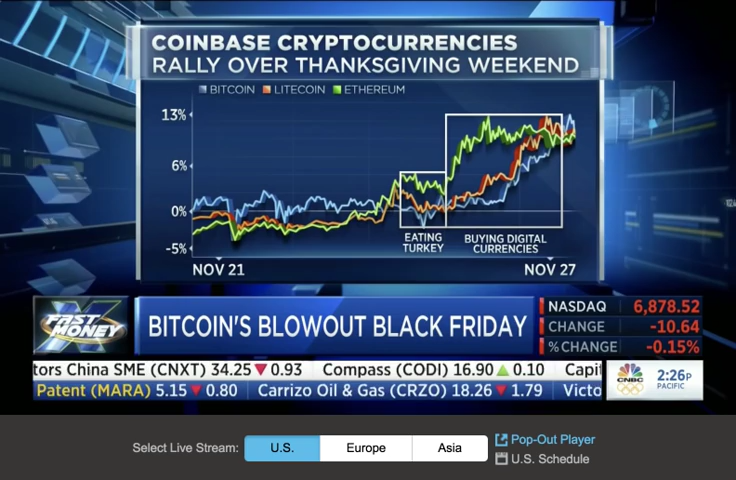 COINBASE CRYPTOCURRENCIES
RALLY OVER THANKSGIVING WEEKEND
BITCOIN LITECOIN ETHEREUM
13%
6%
0%
-5%
EATING
TURKEY
BUYING DIGITAL
CURRENCIES
NOV 21 NOV 27
FAST
MONEY
BITCOIN'S BLOWOUT BLACK FRIDAY
NASDAQ 6,878.52
CHANGE -10.64
% CHANGE -0.15%
tors China SME (CNXT) 34.25 ▼ 0.93 Compass (CODI) 16.90 ▲ 0.10 Capit
Patent (MARA) 5.15 ▼ 0.80 Carrizo Oil & Gas (CRZO) 18.26 ▼ 1.79 Victo
CNBC
2:26P
PACIFIC
Select Live Stream: U.S. Europe Asia
Pop-Out Player
U.S. Schedule